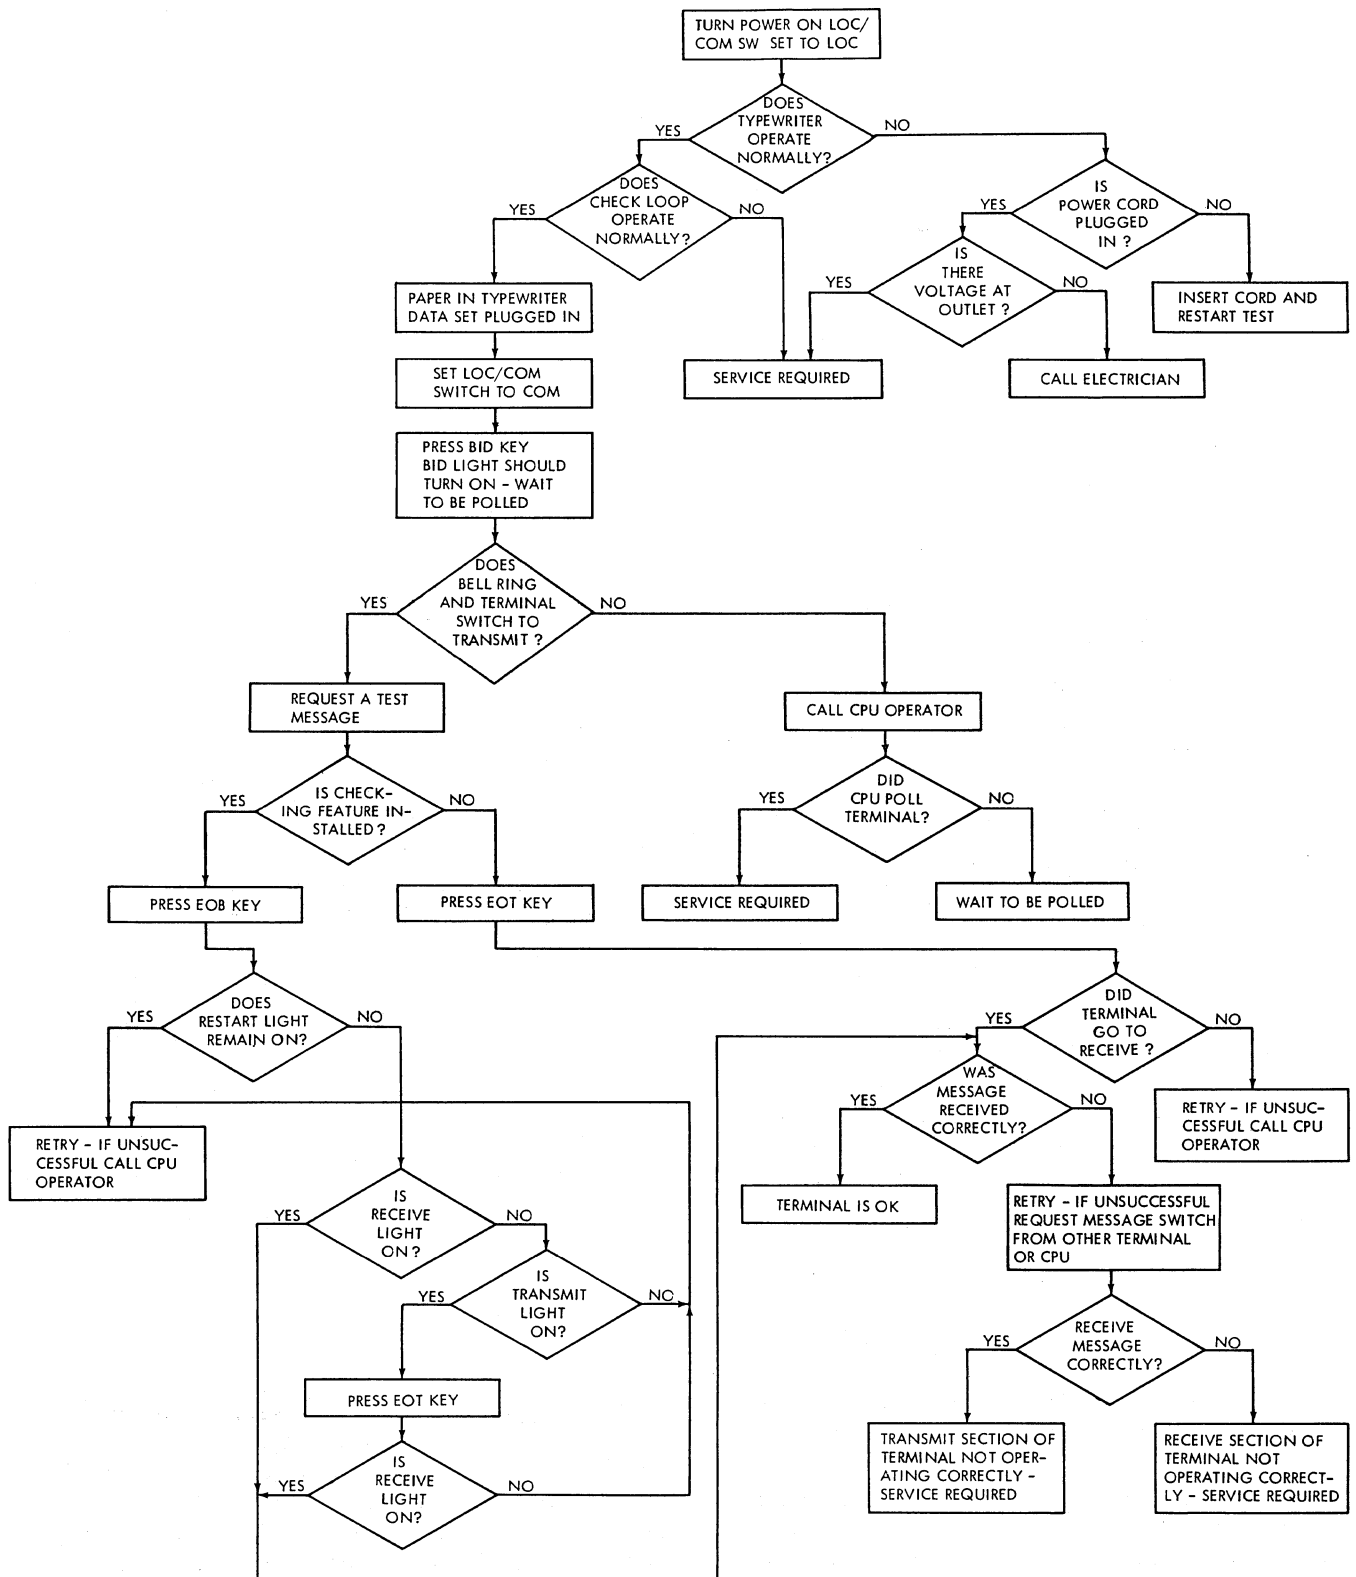 TURN POWER ON LOC/
COM SW SET TO LOC
DOES
TYPEWRITER
OPERATE
NORMALLY?
YES
NO
DOES
CHECK LOOP
OPERATE
NORMALLY?
YES
NO
IS
POWER CORD
PLUGGED
IN ?
YES
NO
IS
THERE
VOLTAGE AT
OUTLET ?
YES
NO
PAPER IN TYPEWRITER
DATA SET PLUGGED IN
INSERT CORD AND
RESTART TEST
SET LOC/COM
SWITCH TO COM
SERVICE REQUIRED
CALL ELECTRICIAN
PRESS BID KEY
BID LIGHT SHOULD
TURN ON - WAIT
TO BE POLLED
DOES
BELL RING
AND TERMINAL
SWITCH TO
TRANSMIT ?
YES
NO
REQUEST A TEST
MESSAGE
CALL CPU OPERATOR
IS CHECK-
ING FEATURE IN-
STALLED ?
YES
NO
DID
CPU POLL
TERMINAL?
YES
NO
PRESS EOB KEY
PRESS EOT KEY
SERVICE REQUIRED
WAIT TO BE POLLED
DOES
RESTART LIGHT
REMAIN ON?
YES
NO
DID
TERMINAL
GO TO
RECEIVE ?
YES
NO
WAS
MESSAGE
RECEIVED
CORRECTLY?
YES
NO
RETRY - IF UNSUC-
CESSFUL CALL CPU
OPERATOR
RETRY - IF UNSUC-
CESSFUL CALL CPU
OPERATOR
IS
RECEIVE
LIGHT
ON ?
YES
NO
TERMINAL IS OK
RETRY - IF UNSUCCESSFUL
REQUEST MESSAGE SWITCH
FROM OTHER TERMINAL
OR CPU
IS
TRANSMIT
LIGHT
ON?
YES
NO
RECEIVE
MESSAGE
CORRECTLY?
YES
NO
PRESS EOT KEY
IS
RECEIVE
LIGHT
ON?
YES
NO
TRANSMIT SECTION OF
TERMINAL NOT OPER-
ATING CORRECTLY -
SERVICE REQUIRED
RECEIVE SECTION OF
TERMINAL NOT
OPERATING CORRECT-
LY - SERVICE REQUIRED